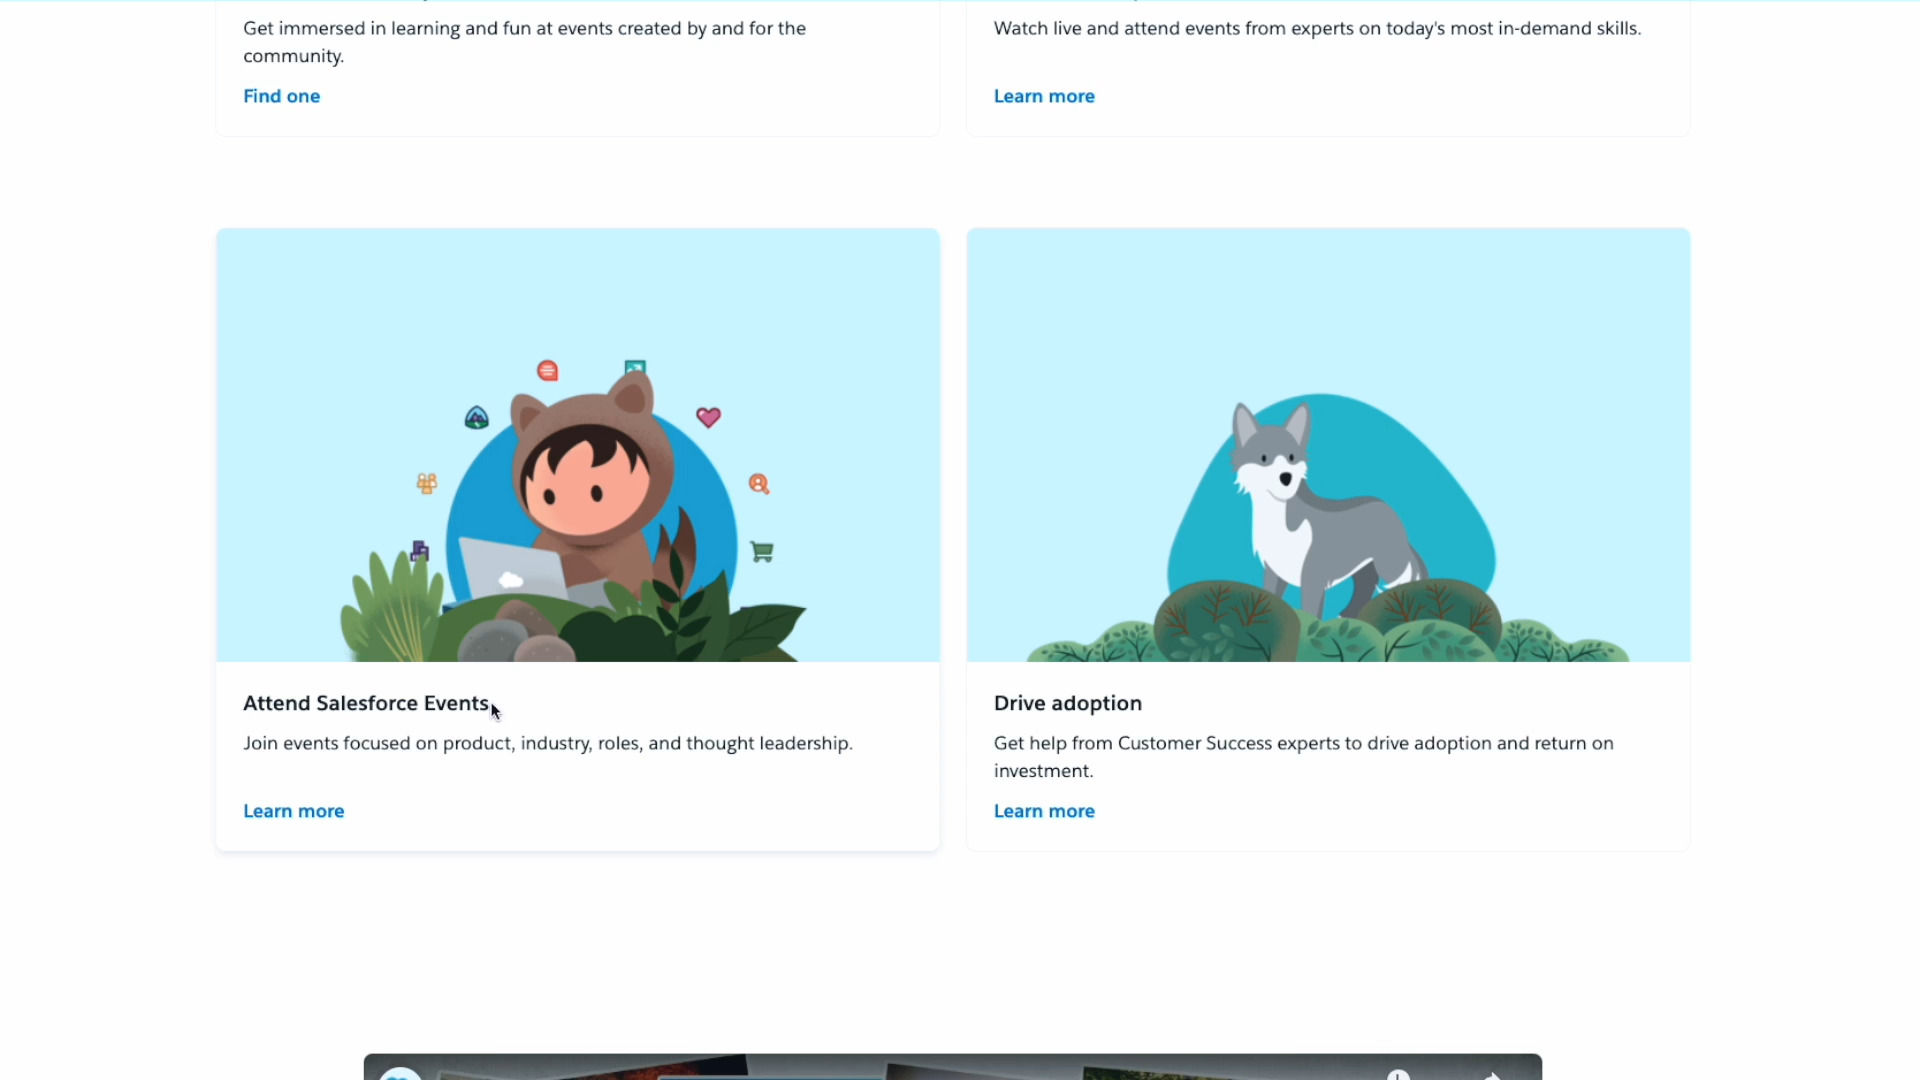 Get immersed in learning and fun at events created by and for the
community.
Find one
Watch live and attend events from experts on today's most in-demand skills.
Learn more
Attend Salesforce Events
Join events focused on product, industry, roles, and thought leadership.
Learn more
Drive adoption
Get help from Customer Success experts to drive adoption and return on
investment.
Learn more